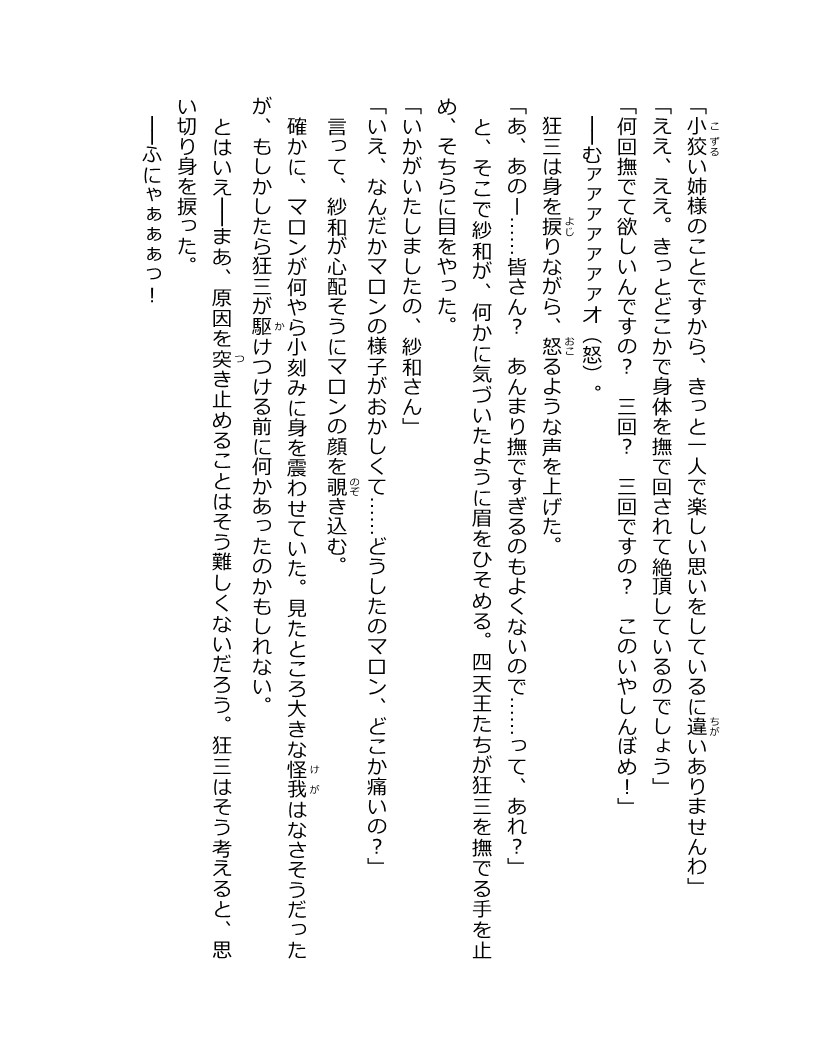 「小狡い姉様のことですから、きっと一人で楽しい思いをしているに違いありませんわ」
「ええ、ええ。きっとどこかで身体を撫で回されて絶頂しているのでしょう」
「何回撫でて欲しいんですの？　三回？　三回ですの？　このいやしんぼめ！」
――むァァァァァァァオ（怒）。
狂三は身を捩りながら、怒るような声を上げた。
「あ、あのー……皆さん？　あんまり撫ですぎるのもよくないので……って、あれ？」
と、そこで紗和が、何かに気づいたように眉をひそめる。四天王たちが狂三を撫でる手を止
め、そちらに目をやった。
「いかがいたしましたの、紗和さん」
「いえ、なんだかマロンの様子がおかしくて……どうしたのマロン、どこか痛いの？」
言って、紗和が心配そうにマロンの顔を覗き込む。
確かに、マロンが何やら小刻みに身を震わせていた。見たところ大きな怪我はなさそうだった
が、もしかしたら狂三が駆けつける前に何かあったのかもしれない。
とはいえ――まあ、原因を突き止めることはそう難しくないだろう。狂三はそう考えると、思
い切り身を捩った。
――ふにゃぁぁぁっ！